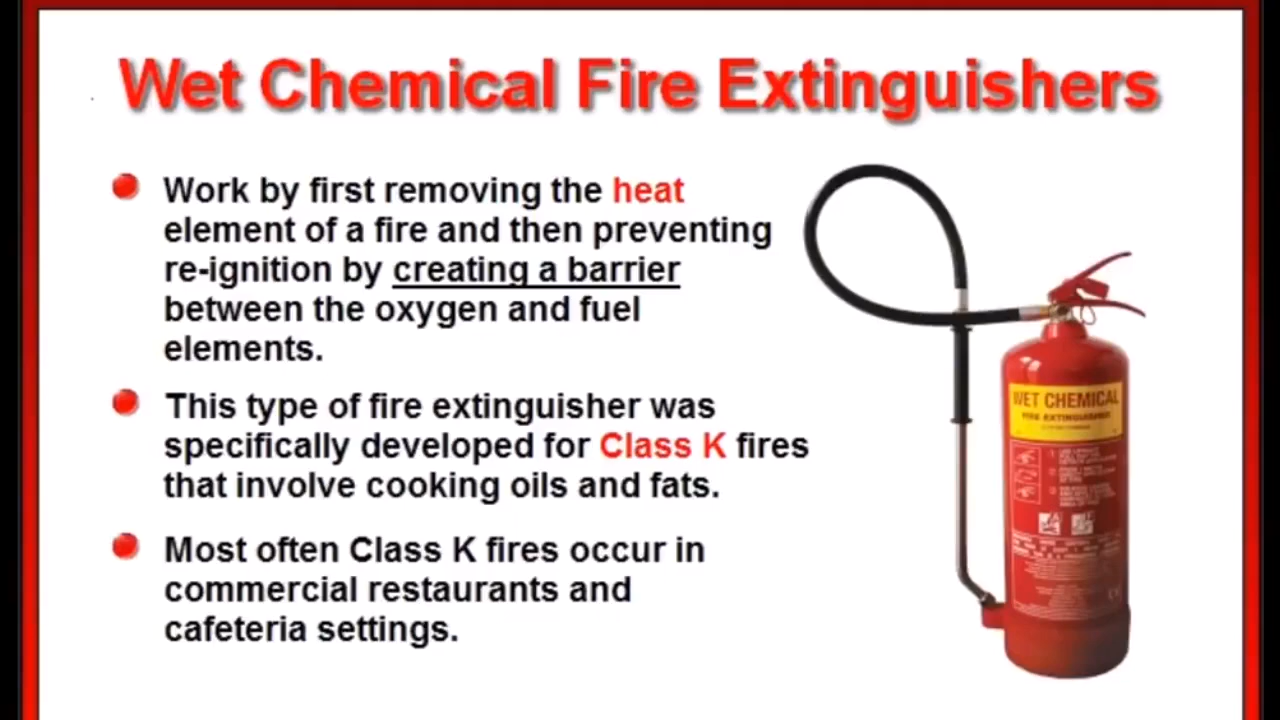 Wet Chemical Fire Extinguishers
Work by first removing the heat
element of a fire and then preventing
re-ignition by creating a barrier
between the oxygen and fuel
elements.
This type of fire extinguisher was
specifically developed for Class K fires
that involve cooking oils and fats.
Most often Class K fires occur in
commercial restaurants and
cafeteria settings.
WET CHEMICAL
FIRE EXTINGUISHER